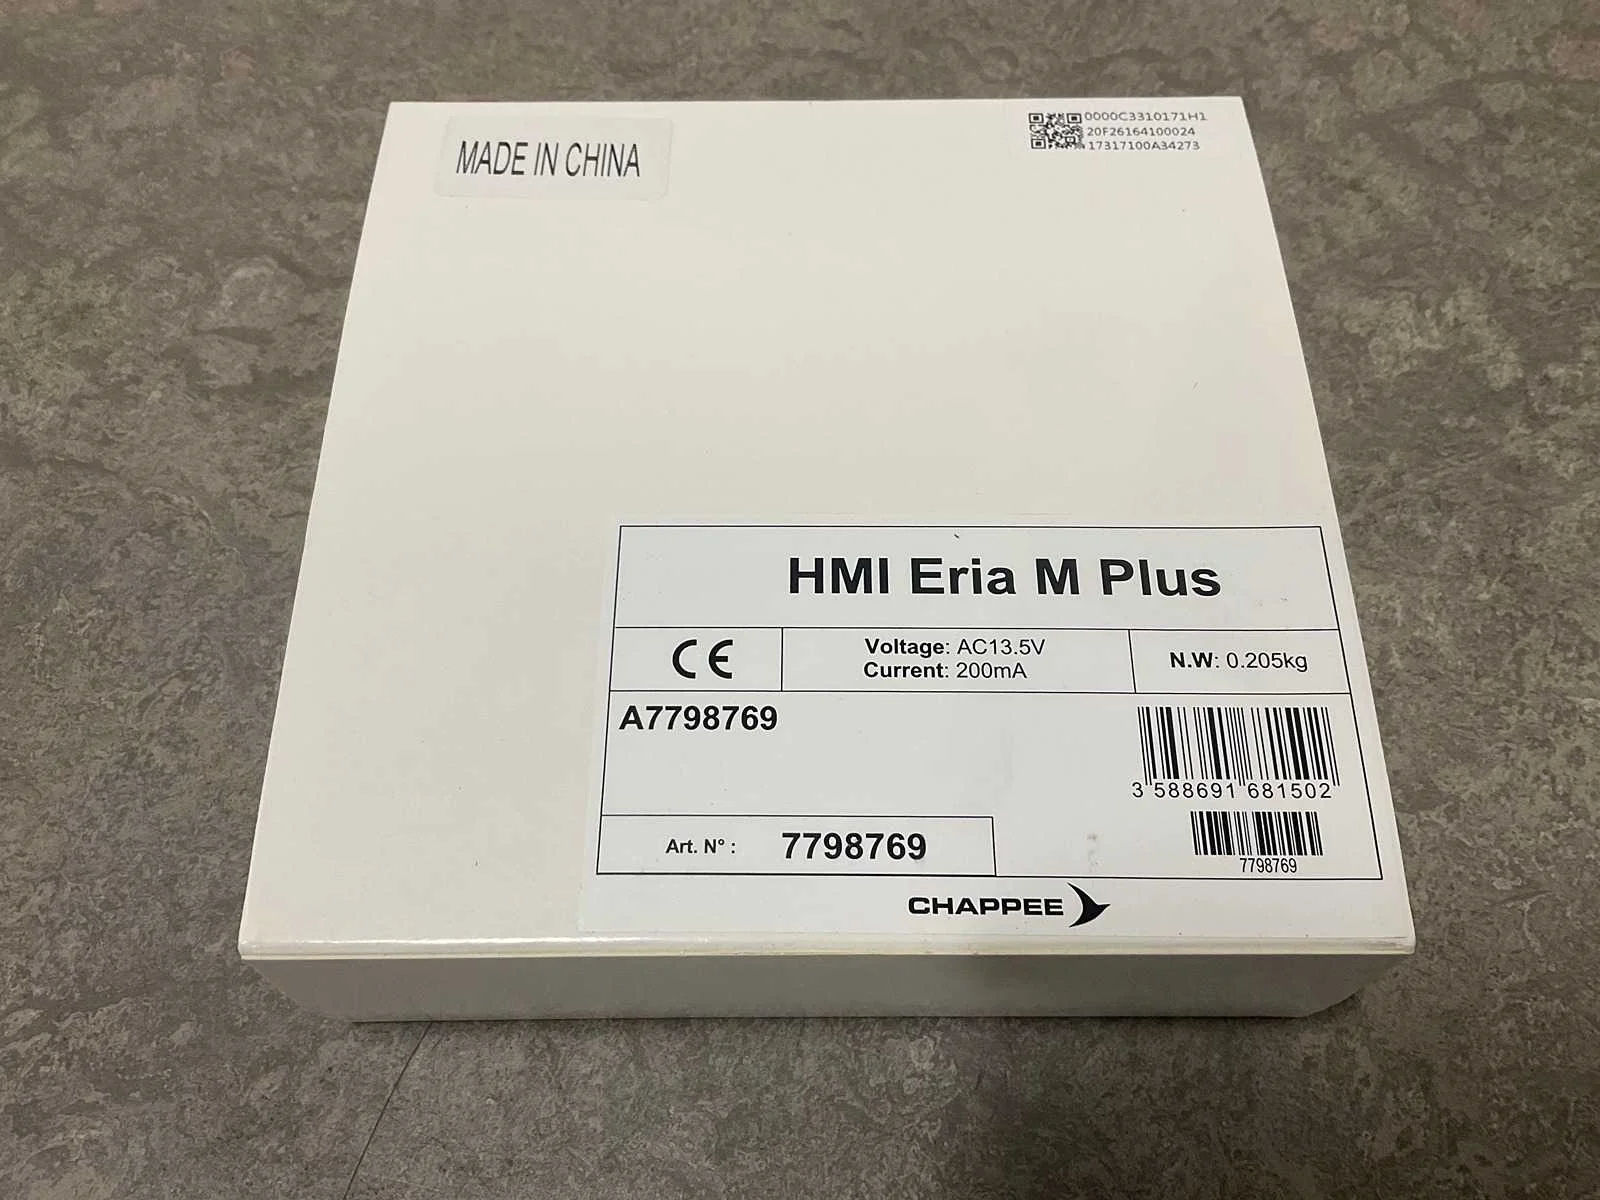 MADE IN CHINA
0000C3310171H1
20F26164100024
17317100A34273
HMI Eria M Plus
CE
Voltage: AC13.5V
Current: 200mA
N.W: 0.205kg
A7798769
3 588691 681502
Art. N° : 7798769
7798769
CHAPPEE